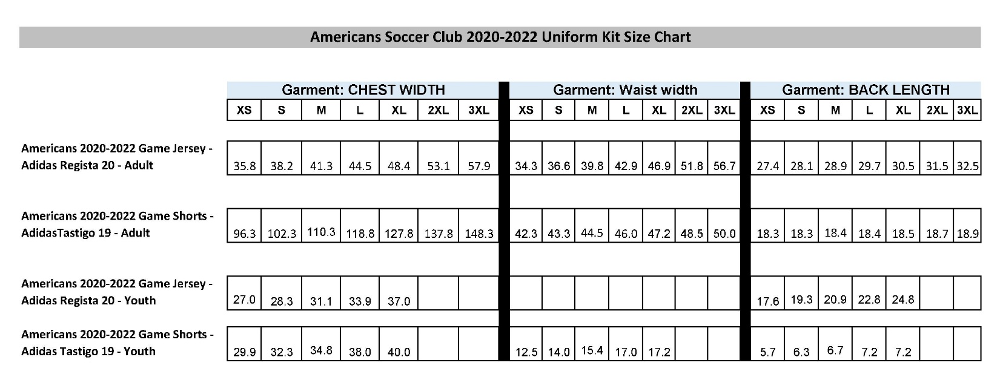 Americans Soccer Club 2020-2022 Uniform Kit Size Chart
Garment: CHEST WIDTH Garment: Waist width Garment: BACK LENGTH
XS S M L XL 2XL 3XL XS S M L XL 2XL 3XL XS S M L XL 2XL 3XL
Americans 2020-2022 Game Jersey -
Adidas Regista 20 - Adult 35.8 38.2 41.3 44.5 48.4 53.1 57.9 34.3 36.6 39.8 42.9 46.9 51.8 56.7 27.4 28.1 28.9 29.7 30.5 31.5 32.5
Americans 2020-2022 Game Shorts -
AdidasTastigo 19 - Adult 96.3 102.3 110.3 118.8 127.8 137.8 148.3 42.3 43.3 44.5 46.0 47.2 48.5 50.0 18.3 18.3 18.4 18.4 18.5 18.7 18.9
Americans 2020-2022 Game Jersey -
Adidas Regista 20 - Youth 27.0 28.3 31.1 33.9 37.0 17.6 19.3 20.9 22.8 24.8
Americans 2020-2022 Game Shorts -
Adidas Tastigo 19 - Youth 29.9 32.3 34.8 38.0 40.0 12.5 14.0 15.4 17.0 17.2 5.7 6.3 6.7 7.2 7.2